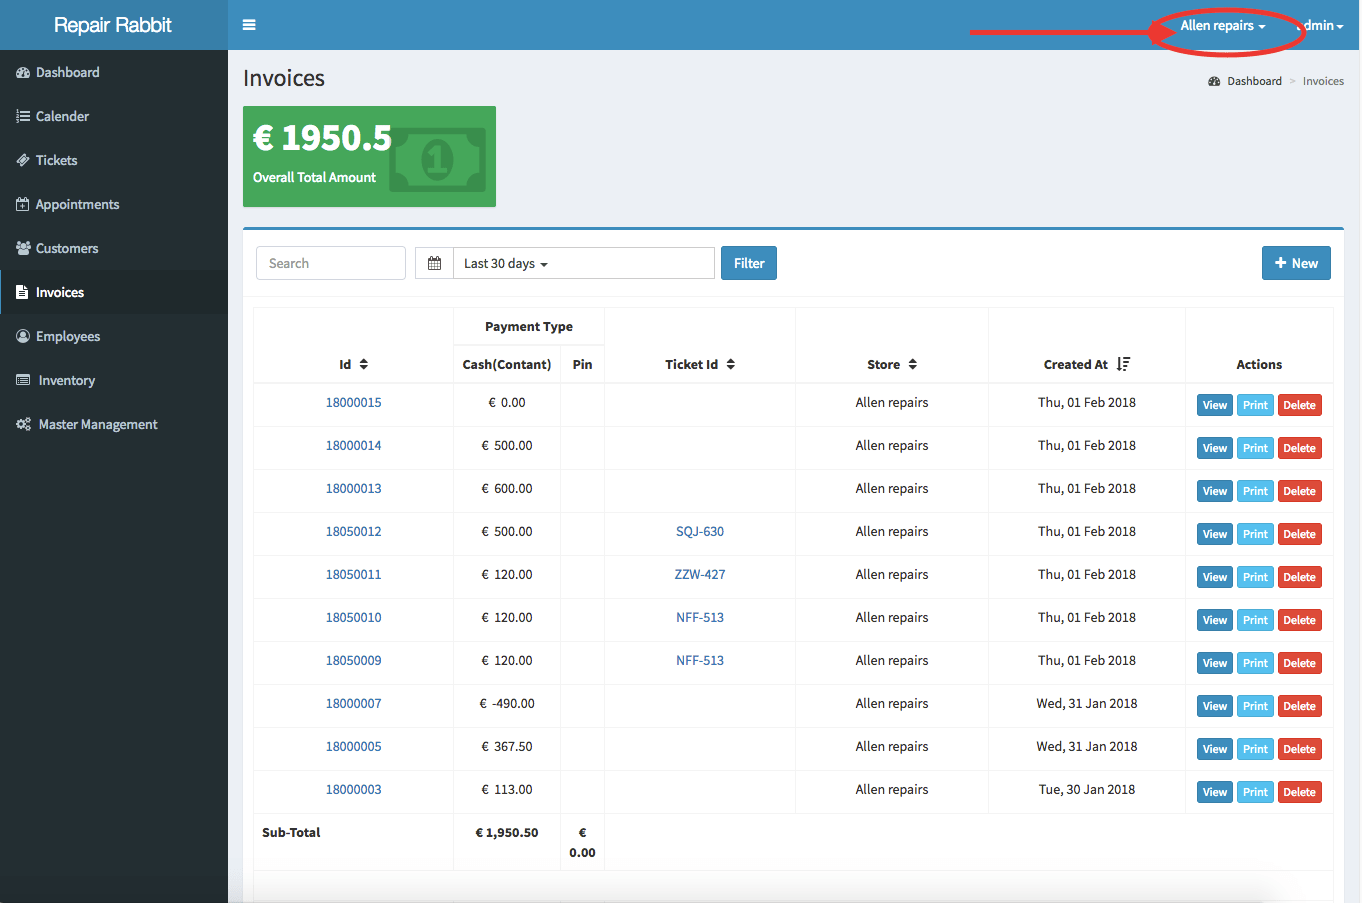 Repair Rabbit
Allen repairs
admin
Dashboard
Calender
Tickets
Appointments
Customers
Invoices
Employees
Inventory
Master Management
Invoices
Dashboard > Invoices
€ 1950.5
1
Overall Total Amount
Search
Last 30 days
Filter
+ New
Payment Type
Id Cash(Contant) Pin Ticket Id Store Created At Actions
18000015 € 0.00 Allen repairs Thu, 01 Feb 2018 View Print Delete
18000014 € 500.00 Allen repairs Thu, 01 Feb 2018 View Print Delete
18000013 € 600.00 Allen repairs Thu, 01 Feb 2018 View Print Delete
18050012 € 500.00 SQJ-630 Allen repairs Thu, 01 Feb 2018 View Print Delete
18050011 € 120.00 ZZW-427 Allen repairs Thu, 01 Feb 2018 View Print Delete
18050010 € 120.00 NFF-513 Allen repairs Thu, 01 Feb 2018 View Print Delete
18050009 € 120.00 NFF-513 Allen repairs Thu, 01 Feb 2018 View Print Delete
18000007 € -490.00 Allen repairs Wed, 31 Jan 2018 View Print Delete
18000005 € 367.50 Allen repairs Wed, 31 Jan 2018 View Print Delete
18000003 € 113.00 Allen repairs Tue, 30 Jan 2018 View Print Delete
Sub-Total € 1,950.50 €
0.00